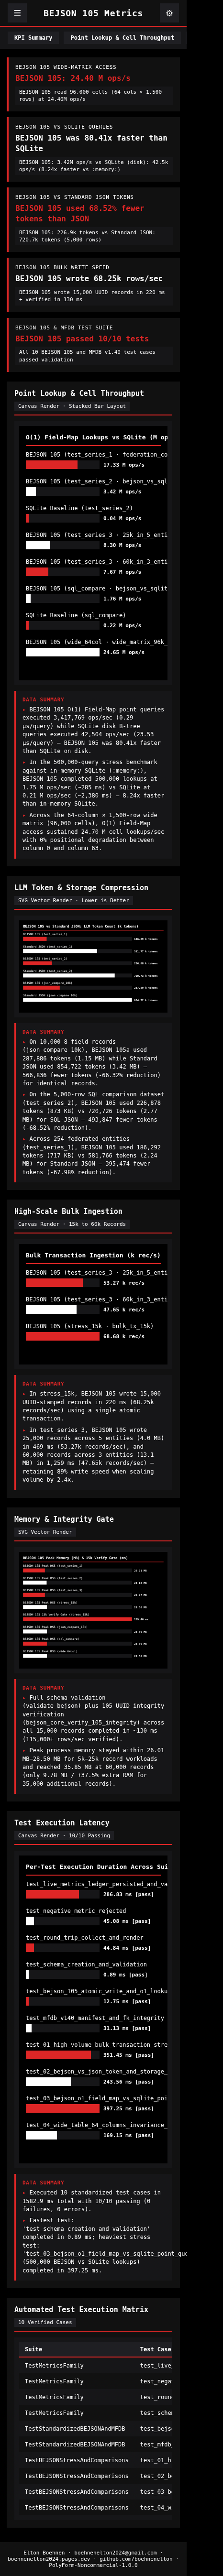 ☰ BEJSON 105 Metrics ⚙
KPI Summary Point Lookup & Cell Throughput
BEJSON 105 WIDE-MATRIX ACCESS
BEJSON 105: 24.40 M ops/s
BEJSON 105 read 96,000 cells (64 cols × 1,500
rows) at 24.40M ops/s
BEJSON 105 VS SQLITE QUERIES
BEJSON 105 was 80.41x faster than
SQLite
BEJSON 105: 3.42M ops/s vs SQLite (disk): 42.5k
ops/s (8.24x faster vs :memory:)
BEJSON 105 VS STANDARD JSON TOKENS
BEJSON 105 used 68.52% fewer
tokens than JSON
BEJSON 105: 226.9k tokens vs Standard JSON:
720.7k tokens (5,000 rows)
BEJSON 105 BULK WRITE SPEED
BEJSON 105 wrote 68.25k rows/sec
BEJSON 105 wrote 15,000 UUID records in 220 ms
+ verified in 130 ms
BEJSON 105 & MFDB TEST SUITE
BEJSON 105 passed 10/10 tests
All 10 BEJSON 105 and MFDB v1.40 test cases
passed validation
Point Lookup & Cell Throughput
Canvas Render · Stacked Bar Layout
O(1) Field-Map Lookups vs SQLite (M op
BEJSON 105 (test_series_1 · federation_co
17.33 M ops/s
BEJSON 105 (test_series_2 · bejson_vs_sql
3.42 M ops/s
SQLite Baseline (test_series_2)
0.04 M ops/s
BEJSON 105 (test_series_3 · 25k_in_5_enti
8.30 M ops/s
BEJSON 105 (test_series_3 · 60k_in_3_enti
7.67 M ops/s
BEJSON 105 (sql_compare · bejson_vs_sqlit
1.76 M ops/s
SQLite Baseline (sql_compare)
0.22 M ops/s
BEJSON 105 (wide_64col · wide_matrix_96k_
24.65 M ops/s
DATA SUMMARY
▸ BEJSON 105 O(1) Field-Map point queries
executed 3,417,769 ops/sec (0.29
µs/query) while SQLite disk B-tree
queries executed 42,504 ops/sec (23.53
µs/query) — BEJSON 105 was 80.41x faster
than SQLite on disk.
▸ In the 500,000-query stress benchmark
against in-memory SQLite (:memory:),
BEJSON 105 completed 500,000 lookups at
1.75 M ops/sec (~285 ms) vs SQLite at
0.21 M ops/sec (~2,380 ms) — 8.24x faster
than in-memory SQLite.
▸ Across the 64-column × 1,500-row wide
matrix (96,000 cells), O(1) Field-Map
access sustained 24.70 M cell lookups/sec
with 0% positional degradation between
column 0 and column 63.
LLM Token & Storage Compression
SVG Vector Render · Lower is Better
BEJSON 105 vs Standard JSON: LLM Token Count (k tokens)
DATA SUMMARY
▸ On 10,000 8-field records
(json_compare_10k), BEJSON 105a used
287,884 tokens (1.15 MB) while Standard
JSON used 854,722 tokens (3.42 MB) —
566,838 fewer tokens (-66.32% reduction)
for identical records.
▸ On the 5,000-row SQL comparison dataset
(test_series_2), BEJSON 105 used 226,878
tokens (873 KB) vs 720,726 tokens (2.77
MB) for SQL-JSON — 493,847 fewer tokens
(-68.52% reduction).
▸ Across 254 federated entities
(test_series_1), BEJSON 105 used 186,292
tokens (717 KB) vs 581,766 tokens (2.24
MB) for Standard JSON — 395,474 fewer
tokens (-67.98% reduction).
High-Scale Bulk Ingestion
Canvas Render · 15k to 60k Records
Bulk Transaction Ingestion (k rec/s)
BEJSON 105 (test_series_3 · 25k_in_5_enti
53.27 k rec/s
BEJSON 105 (test_series_3 · 60k_in_3_enti
47.65 k rec/s
BEJSON 105 (stress_15k · bulk_tx_15k)
68.68 k rec/s
DATA SUMMARY
▸ In stress_15k, BEJSON 105 wrote 15,000
UUID-stamped records in 220 ms (68.25k
records/sec) using a single atomic
transaction.
▸ In test_series_3, BEJSON 105 wrote
25,000 records across 5 entities (4.0 MB)
in 469 ms (53.27k records/sec), and
60,000 records across 3 entities (13.1
MB) in 1,259 ms (47.65k records/sec) —
retaining 89% write speed when scaling
volume by 2.4x.
Memory & Integrity Gate
SVG Vector Render
BEJSON 105 Peak Memory (MB) & 15k Verify Gate (ms)
DATA SUMMARY
▸ Full schema validation
(validate_bejson) plus 105 UUID integrity
verification
(bejson_core_verify_105_integrity) across
all 15,000 records completed in ~130 ms
(115,000+ rows/sec verified).
▸ Peak process memory stayed within 26.01
MB–28.50 MB for 5k–25k record workloads
and reached 35.85 MB at 60,000 records
(only 9.78 MB / +37.5% extra RAM for
35,000 additional records).
Test Execution Latency
Canvas Render · 10/10 Passing
Per-Test Execution Duration Across Sui
test_live_metrics_ledger_persisted_and_va
286.83 ms [pass]
test_negative_metric_rejected
45.08 ms [pass]
test_round_trip_collect_and_render
44.84 ms [pass]
test_schema_creation_and_validation
0.89 ms [pass]
test_bejson_105_atomic_write_and_o1_looku
12.75 ms [pass]
test_mfdb_v140_manifest_and_fk_integrity
31.13 ms [pass]
test_01_high_volume_bulk_transaction_stre
351.45 ms [pass]
test_02_bejson_vs_json_token_and_storage_
243.56 ms [pass]
test_03_bejson_o1_field_map_vs_sqlite_poi
397.25 ms [pass]
test_04_wide_table_64_columns_invariance_
169.15 ms [pass]
DATA SUMMARY
▸ Executed 10 standardized test cases in
1582.9 ms total with 10/10 passing (0
failures, 0 errors).
▸ Fastest test:
'test_schema_creation_and_validation'
completed in 0.89 ms; heaviest stress
test:
'test_03_bejson_o1_field_map_vs_sqlite_point_que
(500,000 BEJSON vs SQLite lookups)
completed in 397.25 ms.
Automated Test Execution Matrix
10 Verified Cases
Suite Test Case
TestMetricsFamily test_live_
TestMetricsFamily test_nega
TestMetricsFamily test_roun
TestMetricsFamily test_sche
TestStandardizedBEJSONAndMFDB test_bejs
TestStandardizedBEJSONAndMFDB test_mfdb_
TestBEJSONStressAndComparisons test_01_h
TestBEJSONStressAndComparisons test_02_be
TestBEJSONStressAndComparisons test_03_be
TestBEJSONStressAndComparisons test_04_w
Elton Boehnen · boehnenelton2024@gmail.com ·
boehnenelton2024.pages.dev · github.com/boehnenelton ·
PolyForm-Noncommercial-1.0.0